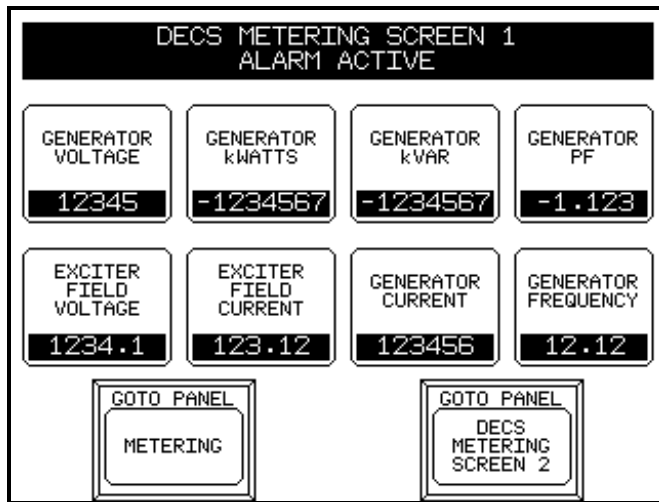 DECS METERING SCREEN 1
ALARM ACTIVE
GENERATOR
VOLTAGE
12345
GENERATOR
kWATTS
-1234567
GENERATOR
kVAR
-1234567
GENERATOR
PF
-1.123
EXCITER
FIELD
VOLTAGE
1234.1
EXCITER
FIELD
CURRENT
123.12
GENERATOR
CURRENT
123456
GENERATOR
FREQUENCY
12.12
GOTO PANEL
METERING
GOTO PANEL
DECS
METERING
SCREEN 2